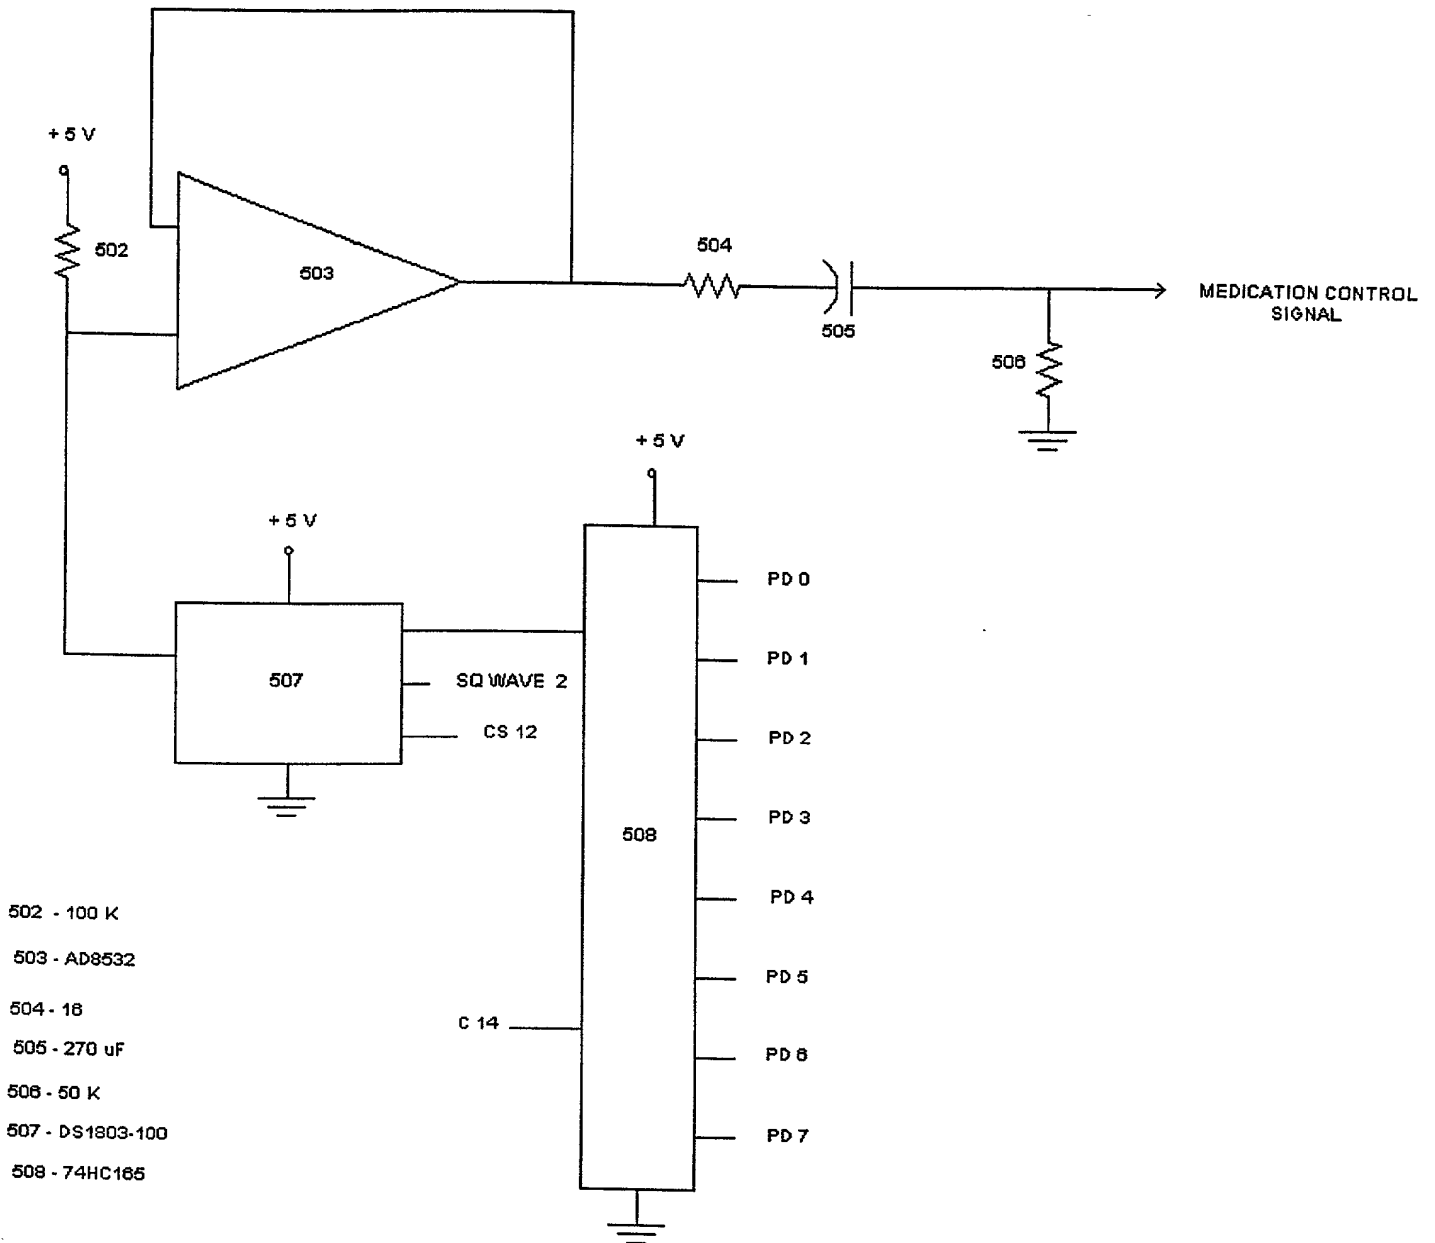 + 5 V
502
503
504
505
MEDICATION CONTROL
SIGNAL
506
+ 5 V
+ 5 V
507
SQ WAVE 2
CS 12
508
C 14
PD 0
PD 1
PD 2
PD 3
PD 4
PD 5
PD 6
PD 7
502 - 100 K
503 - AD8532
504 - 16
505 - 270 uF
506 - 50 K
507 - DS1803-100
508 - 74HC165